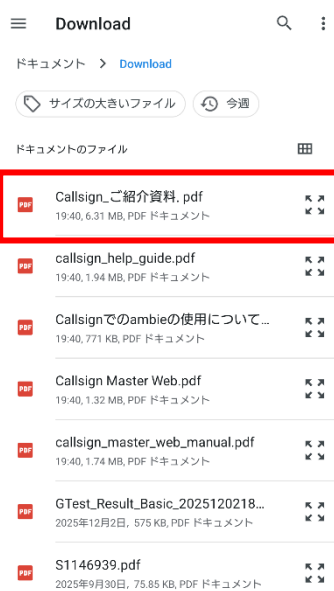 Download
ドキュメント > Download
サイズの大きいファイル 今週
ドキュメントのファイル
PDF Callsign_ご紹介資料. pdf
19:40, 6.31 MB, PDF ドキュメント
PDF callsign_help_guide.pdf
19:40, 1.94 MB, PDF ドキュメント
PDF Callsignでのambieの使用について...
19:40, 771 KB, PDF ドキュメント
PDF Callsign Master Web.pdf
19:40, 1.32 MB, PDF ドキュメント
PDF callsign_master_web_manual.pdf
19:40, 1.74 MB, PDF ドキュメント
PDF GTest_Result_Basic_2025120218...
2025年12月2日, 575 KB, PDF ドキュメント
PDF S1146939.pdf
2025年9月30日, 75.85 KB, PDF ドキュメント